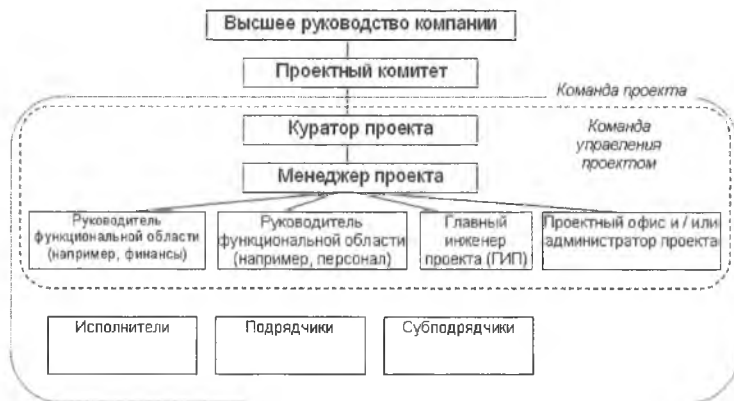 Высшее руководство компании
Проектный комитет
Команда проекта
Куратор проекта
Команда
управления
проектом
Менеджер проекта
Руководитель
функциональной области
(например, финансы)
Руководитель
функциональной области
(например, персонал)
Главный
инженер
проекта (ГИП)
Проектный офис и / или
администратор проекта
Исполнители
Подрядчики
Субподрядчики